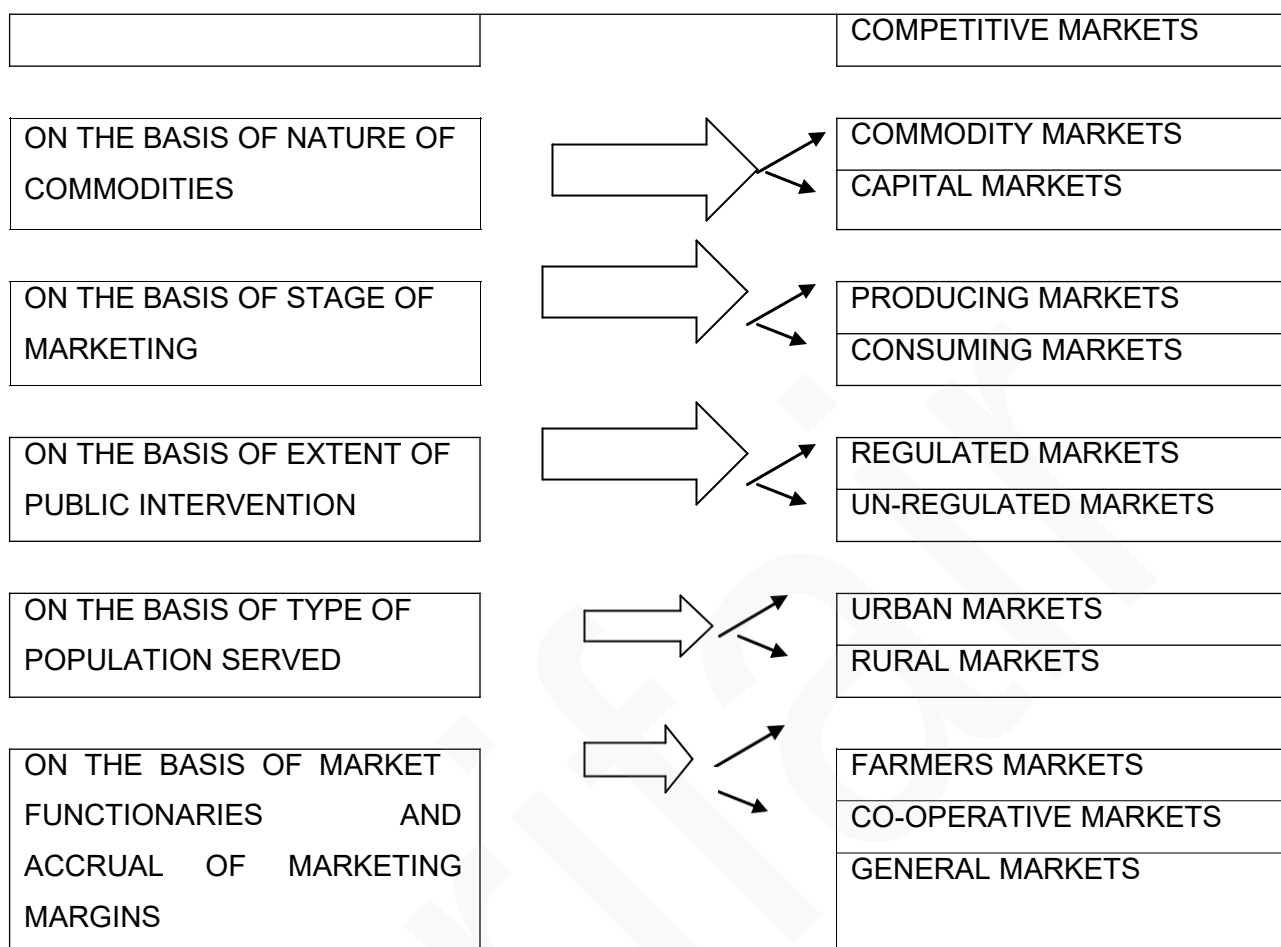 COMPETITIVE MARKETS
ON THE BASIS OF NATURE OF
COMMODITIES
COMMODITY MARKETS
CAPITAL MARKETS
ON THE BASIS OF STAGE OF
MARKETING
PRODUCING MARKETS
CONSUMING MARKETS
ON THE BASIS OF EXTENT OF
PUBLIC INTERVENTION
REGULATED MARKETS
UN-REGULATED MARKETS
ON THE BASIS OF TYPE OF
POPULATION SERVED
URBAN MARKETS
RURAL MARKETS
ON THE BASIS OF MARKET
FUNCTIONARIES AND
ACCRUAL OF MARKETING
MARGINS
FARMERS MARKETS
CO-OPERATIVE MARKETS
GENERAL MARKETS